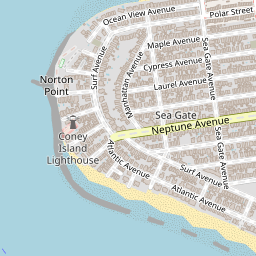 Ocean View Avenue
Polar Street
Maple Avenue
Sea Gate Avenue
Surf Avenue
Cypress Avenue
Norton
Point
Manhattan Avenue
Laurel Avenue
Sea Gate
Neptune Avenue
Coney
Island
Lighthouse
Atlantic Avenue
Sea Gate Avenue
Surf Avenue
Atlantic Avenue